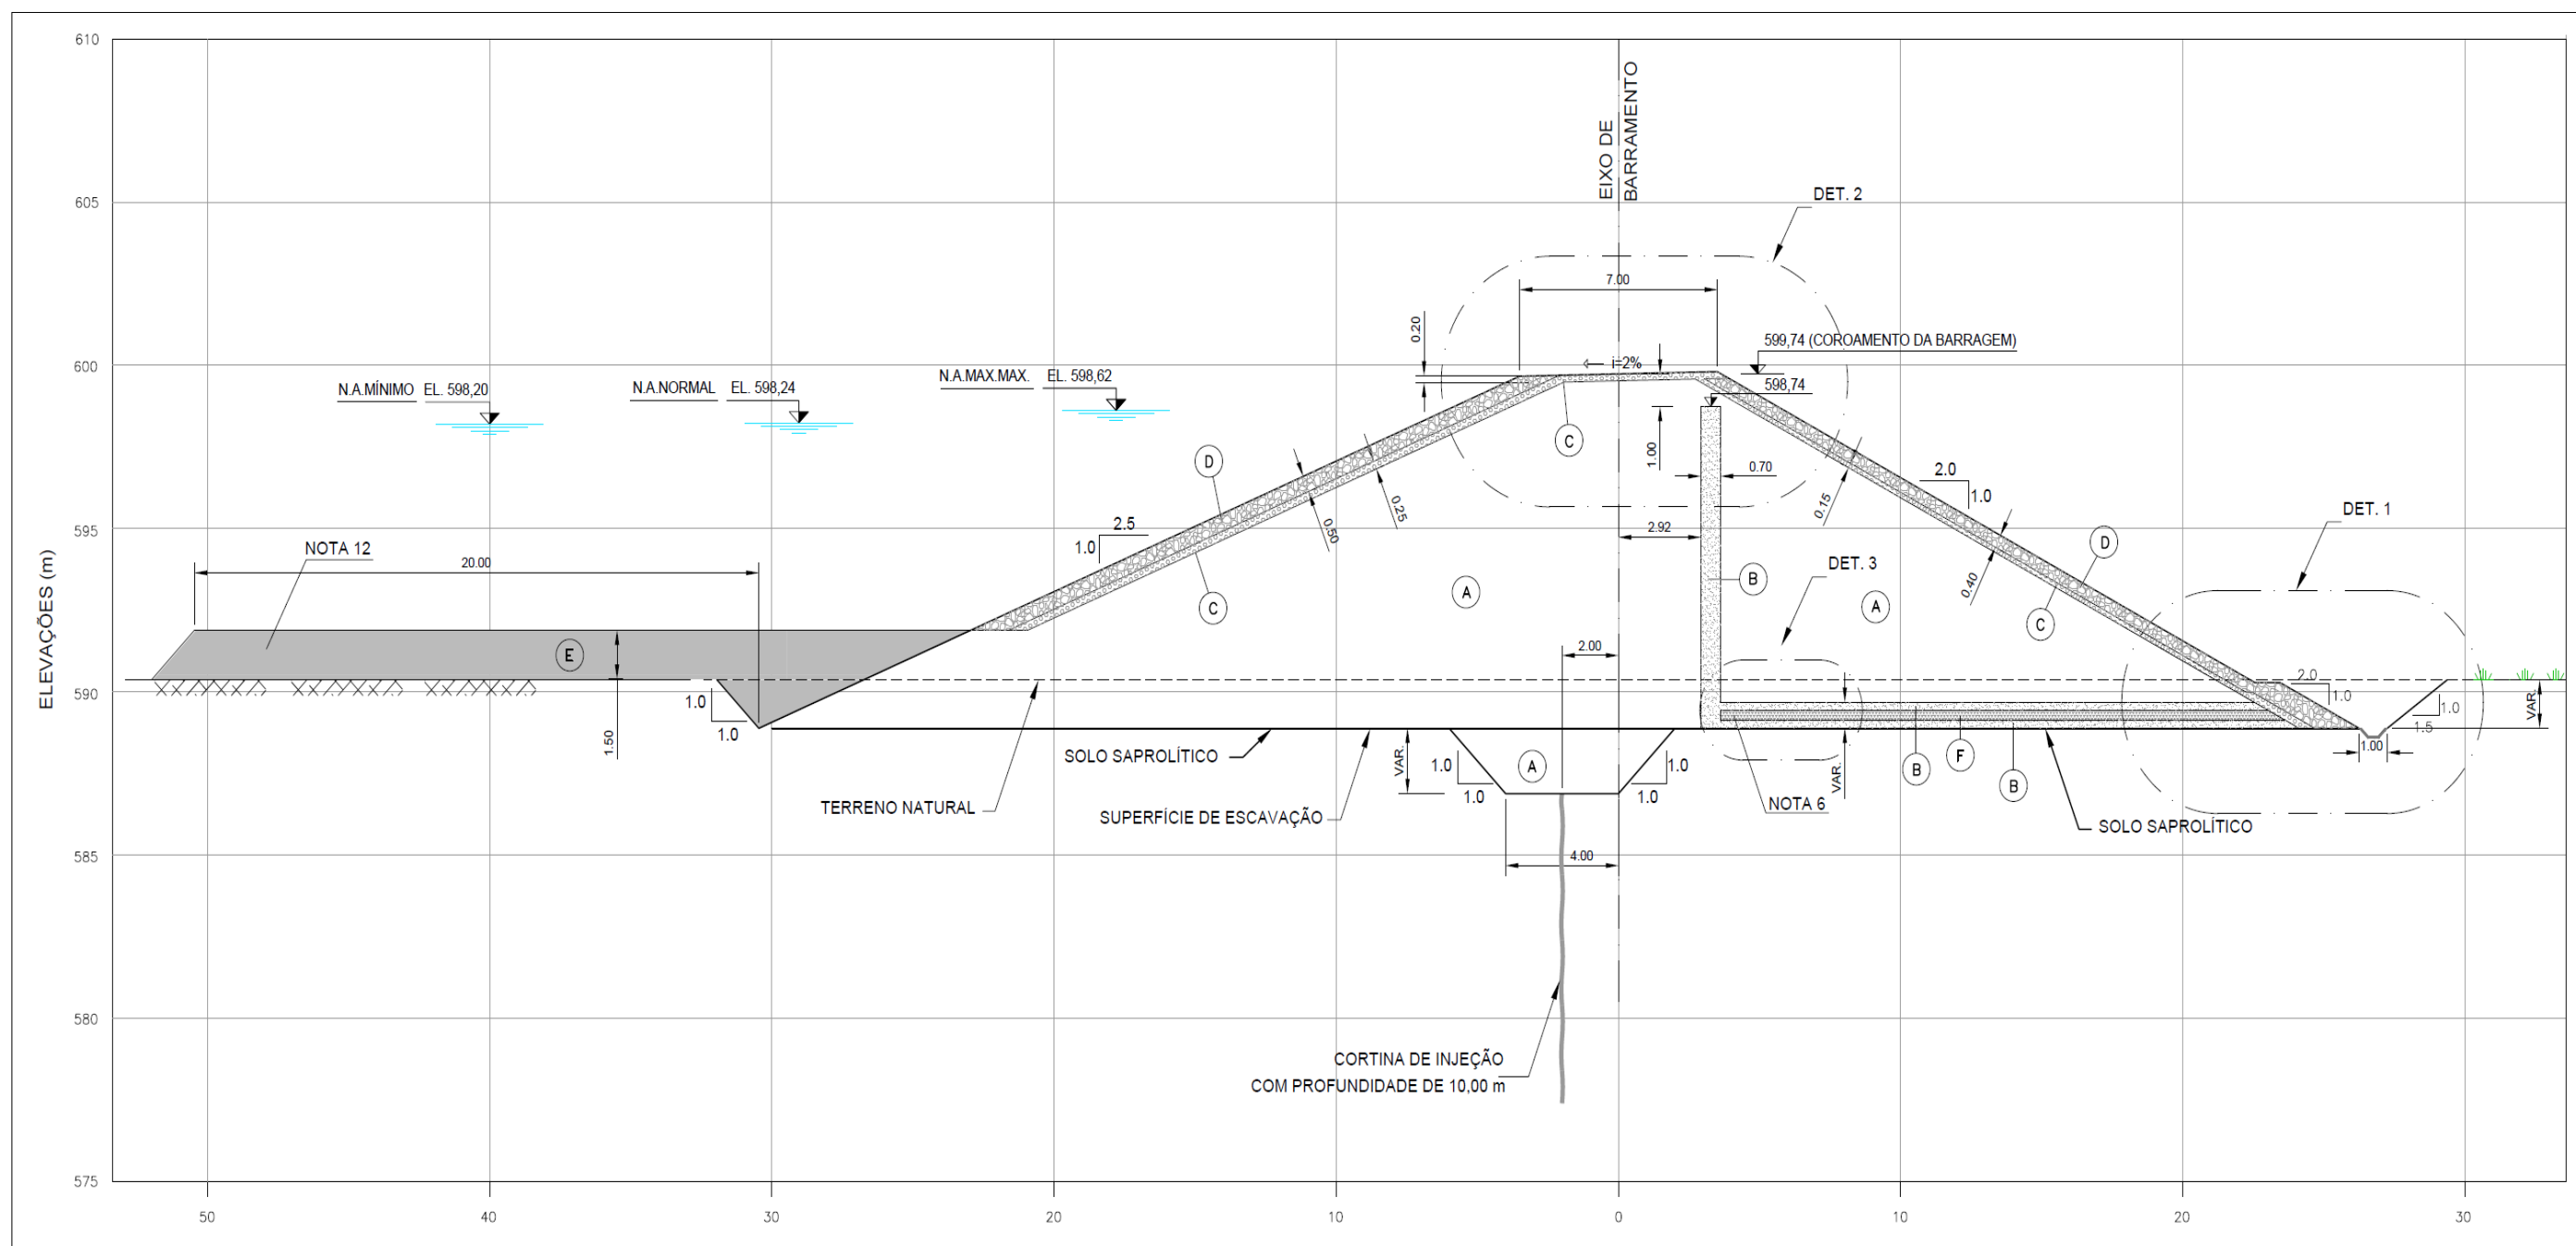 610
605
600
595
590
585
580
575
ELEVAÇÕES (m)
50
40
30
20
10
0
10
20
30
EIXO DE
BARRAMENTO
DET. 2
7.00
0.20
i=2%
599,74 (COROAMENTO DA BARRAGEM)
598,74
N.A.MÍNIMO EL. 598,20
N.A.NORMAL EL. 598,24
N.A.MAX.MAX. EL. 598,62
C
D
1.00
0.70
0.15
2.0
1.0
0.25
0.50
2.5
1.0
2.92
DET. 1
NOTA 12
20.00
D
DET. 3
B
A
A
0.40
C
C
E
2.00
1.50
1.0
1.0
2.0
1.0
1.0
1.5
VAR.
1.00
SOLO SAPROLÍTICO
VAR.
1.0
1.0
A
1.0
1.0
VAR.
B
F
B
NOTA 6
TERRENO NATURAL
SUPERFÍCIE DE ESCAVAÇÃO
SOLO SAPROLÍTICO
4.00
CORTINA DE INJEÇÃO
COM PROFUNDIDADE DE 10,00 m